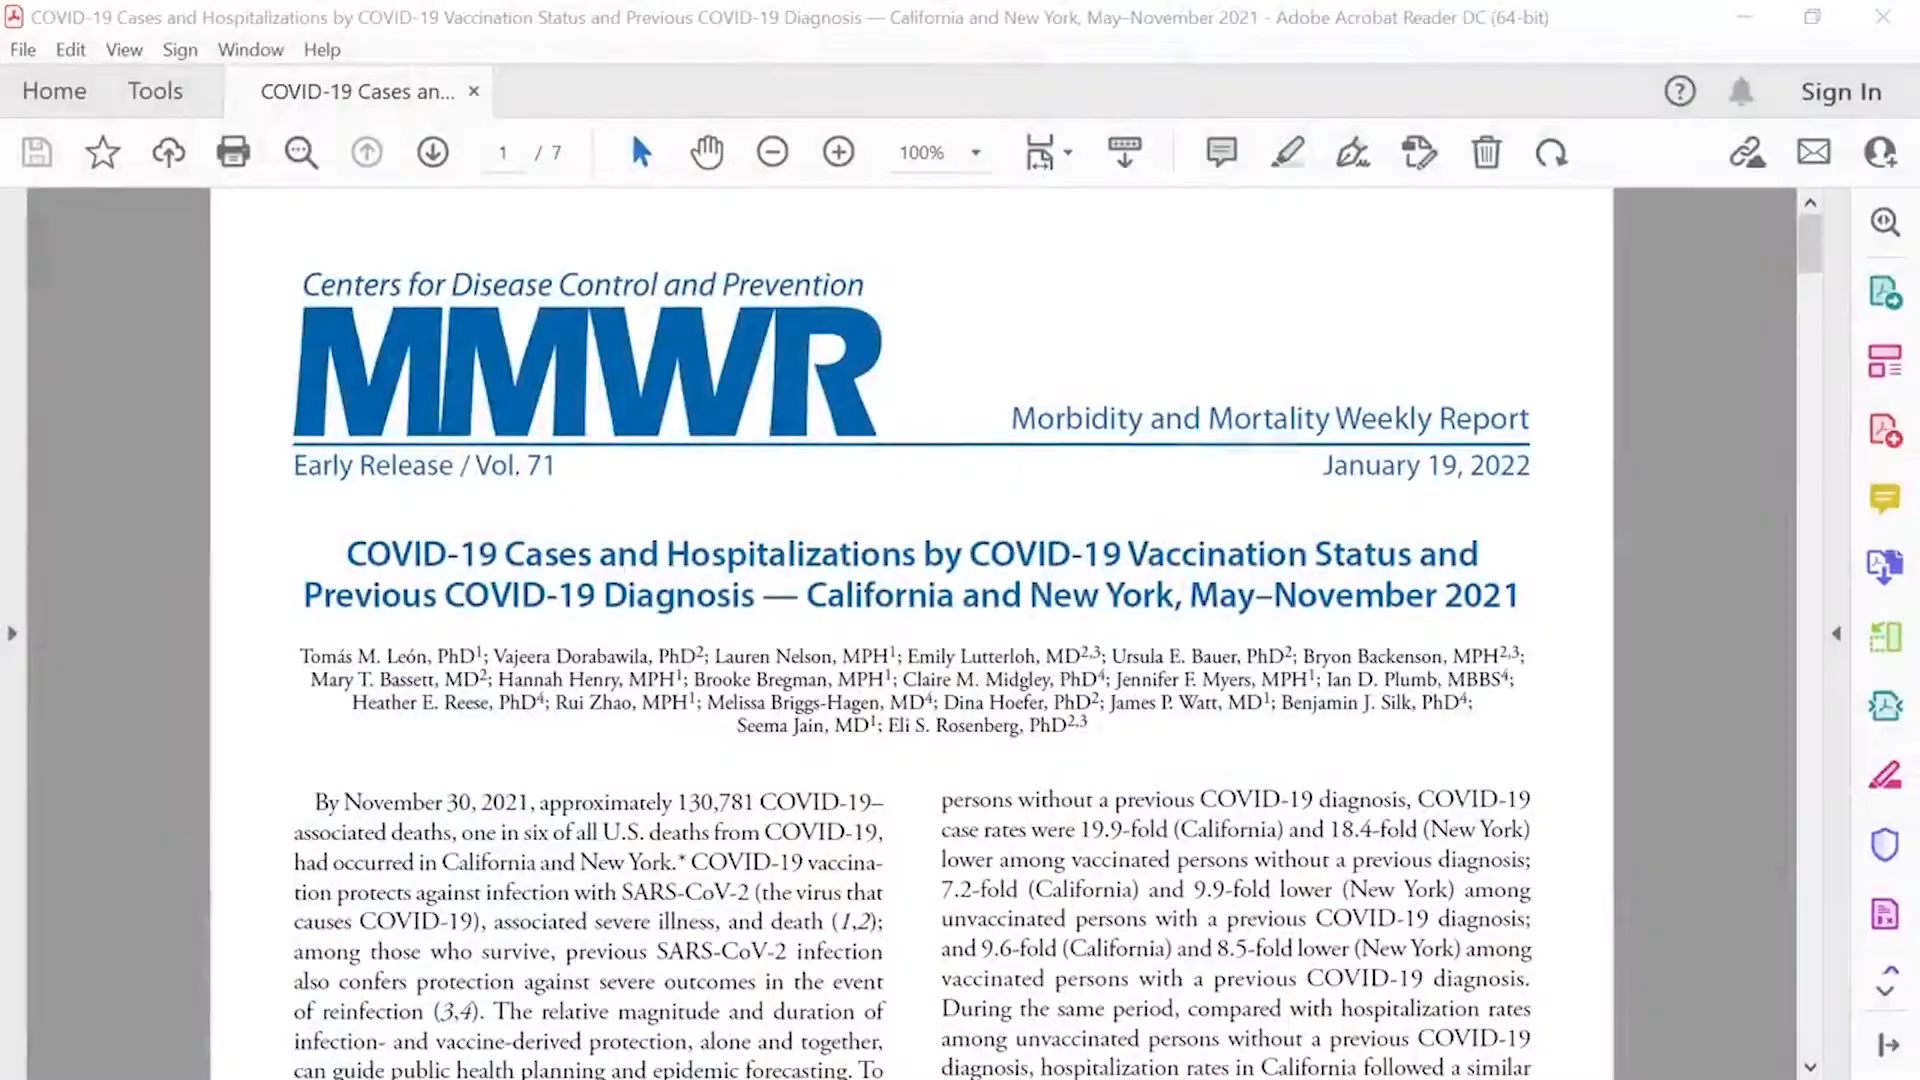 COVID-19 Cases and Hospitalizations by COVID-19 Vaccination Status and Previous COVID-19 Diagnosis — California and New York, May–November 2021 - Adobe Acrobat Reader DC (64-bit)
File Edit View Sign Window Help
Home Tools COVID-19 Cases an... × ? Sign In
1 / 7 100%
Centers for Disease Control and Prevention
MMWR
Morbidity and Mortality Weekly Report
Early Release / Vol. 71 January 19, 2022
COVID-19 Cases and Hospitalizations by COVID-19 Vaccination Status and
Previous COVID-19 Diagnosis — California and New York, May–November 2021
Tomás M. León, PhD1; Vajeera Dorabawila, PhD2; Lauren Nelson, MPH1; Emily Lutterloh, MD2,3; Ursula E. Bauer, PhD2; Bryon Backenson, MPH2,3;
Mary T. Bassett, MD2; Hannah Henry, MPH1; Brooke Bregman, MPH1; Claire M. Midgley, PhD4; Jennifer F. Myers, MPH1; Ian D. Plumb, MBBS4;
Heather E. Reese, PhD4; Rui Zhao, MPH1; Melissa Briggs-Hagen, MD4; Dina Hoefer, PhD2; James P. Watt, MD1; Benjamin J. Silk, PhD4;
Seema Jain, MD1; Eli S. Rosenberg, PhD2,3
By November 30, 2021, approximately 130,781 COVID-19–
associated deaths, one in six of all U.S. deaths from COVID-19,
had occurred in California and New York.* COVID-19 vaccina-
tion protects against infection with SARS-CoV-2 (the virus that
causes COVID-19), associated severe illness, and death (1,2);
among those who survive, previous SARS-CoV-2 infection
also confers protection against severe outcomes in the event
of reinfection (3,4). The relative magnitude and duration of
infection- and vaccine-derived protection, alone and together,
can guide public health planning and epidemic forecasting. To
persons without a previous COVID-19 diagnosis, COVID-19
case rates were 19.9-fold (California) and 18.4-fold (New York)
lower among vaccinated persons without a previous diagnosis;
7.2-fold (California) and 9.9-fold lower (New York) among
unvaccinated persons with a previous COVID-19 diagnosis;
and 9.6-fold (California) and 8.5-fold lower (New York) among
vaccinated persons with a previous COVID-19 diagnosis.
During the same period, compared with hospitalization rates
among unvaccinated persons without a previous COVID-19
diagnosis, hospitalization rates in California followed a similar